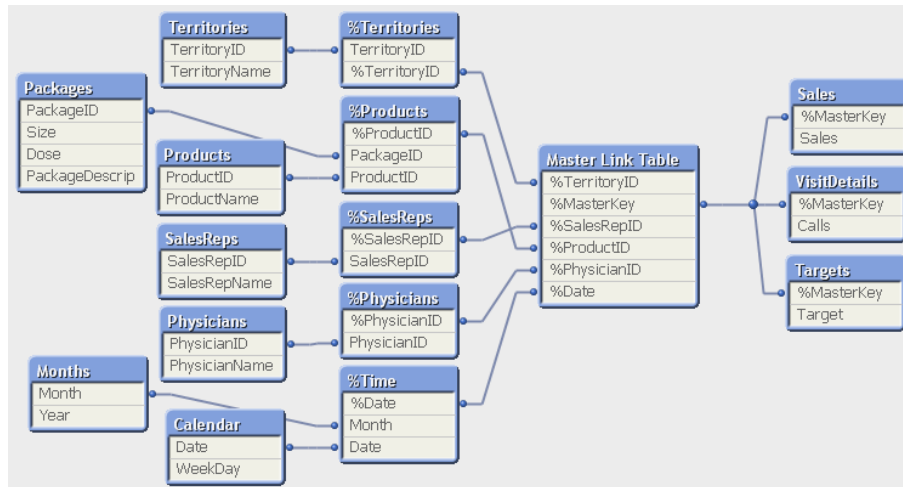 Territories
TerritoryID
TerritoryName
%Territories
TerritoryID
%TerritoryID
Packages
PackageID
Size
Dose
PackageDescrip
%Products
%ProductID
PackageID
ProductID
Products
ProductID
ProductName
%SalesReps
%SalesRepID
SalesRepID
SalesReps
SalesRepID
SalesRepName
%Physicians
%PhysicianID
PhysicianID
Physicians
PhysicianID
PhysicianName
Months
Month
Year
%Time
%Date
Month
Date
Calendar
Date
WeekDay
Master Link Table
%TerritoryID
%MasterKey
%SalesRepID
%ProductID
%PhysicianID
%Date
Sales
%MasterKey
Sales
VisitDetails
%MasterKey
Calls
Targets
%MasterKey
Target